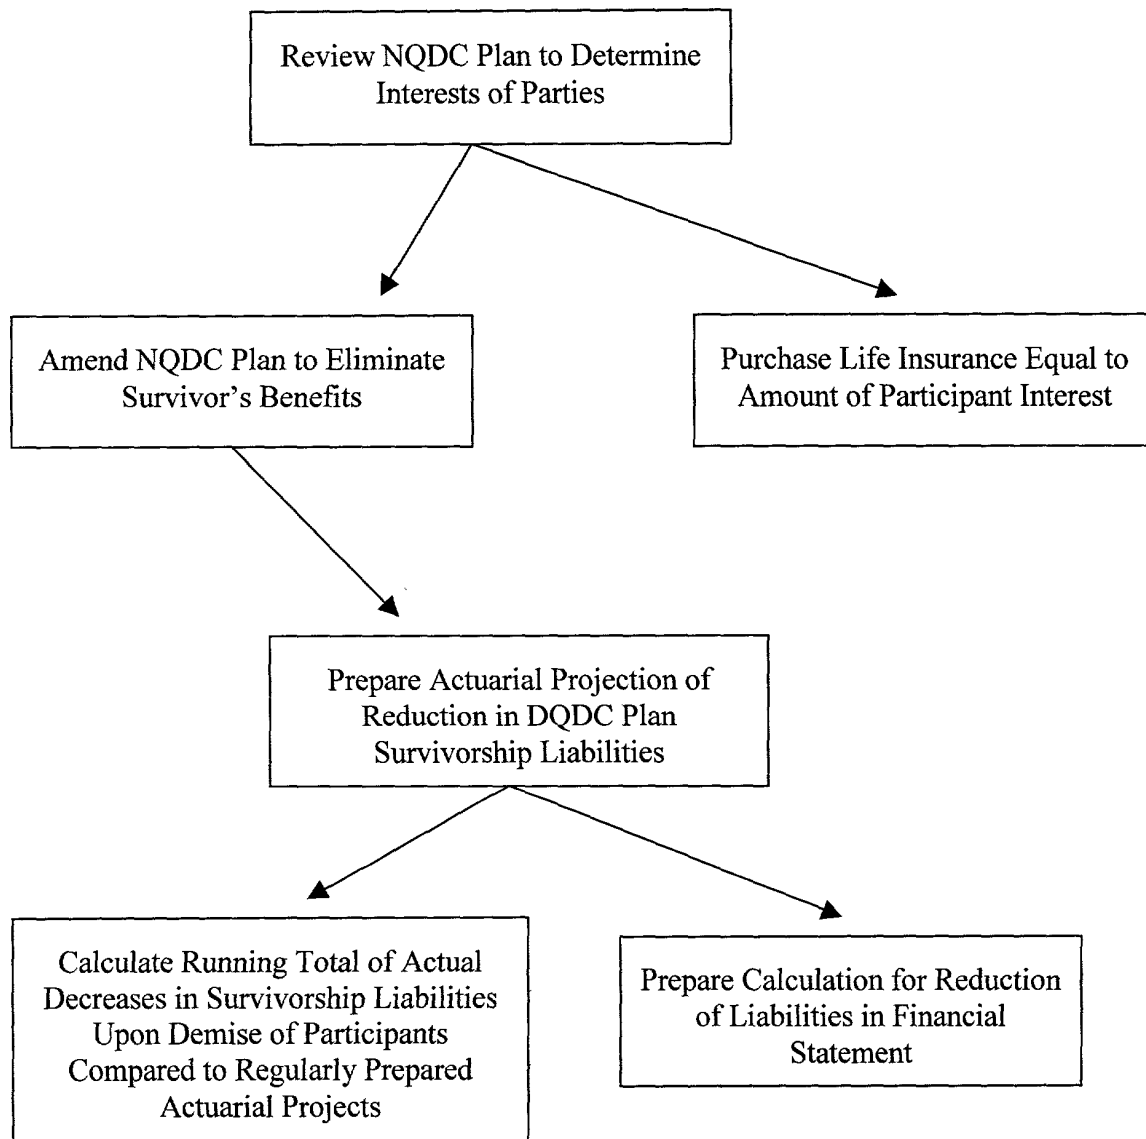 Review NQDC Plan to Determine
Interests of Parties
Amend NQDC Plan to Eliminate
Survivor’s Benefits
Purchase Life Insurance Equal to
Amount of Participant Interest
Prepare Actuarial Projection of
Reduction in DQDC Plan
Survivorship Liabilities
Calculate Running Total of Actual
Decreases in Survivorship Liabilities
Upon Demise of Participants
Compared to Regularly Prepared
Actuarial Projects
Prepare Calculation for Reduction
of Liabilities in Financial
Statement